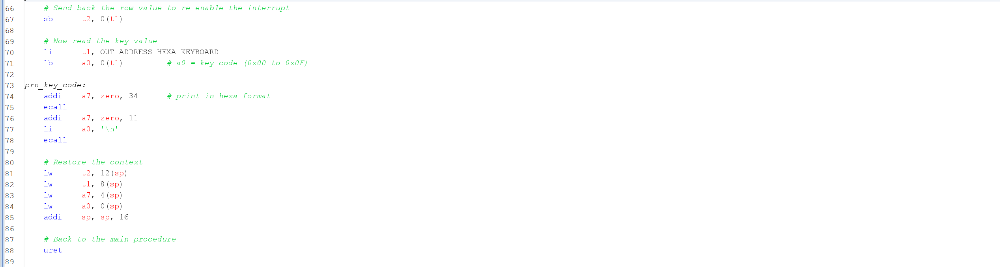 66 # Send back the row value to re-enable the interrupt
67 sb t2, 0(t1)
68
69 # Now read the key value
70 li t1, OUT_ADDRESS_HEXA_KEYBOARD
71 lb a0, 0(t1) # a0 = key code (0x00 to 0x0F)
72
73 prn_key_code:
74 addi a7, zero, 34 # print in hexa format
75 ecall
76 addi a7, zero, 11
77 li a0, '\n'
78 ecall
79
80 # Restore the context
81 lw t2, 12(sp)
82 lw t1, 8(sp)
83 lw a7, 4(sp)
84 lw a0, 0(sp)
85 addi sp, sp, 16
86
87 # Back to the main procedure
88 uret
89